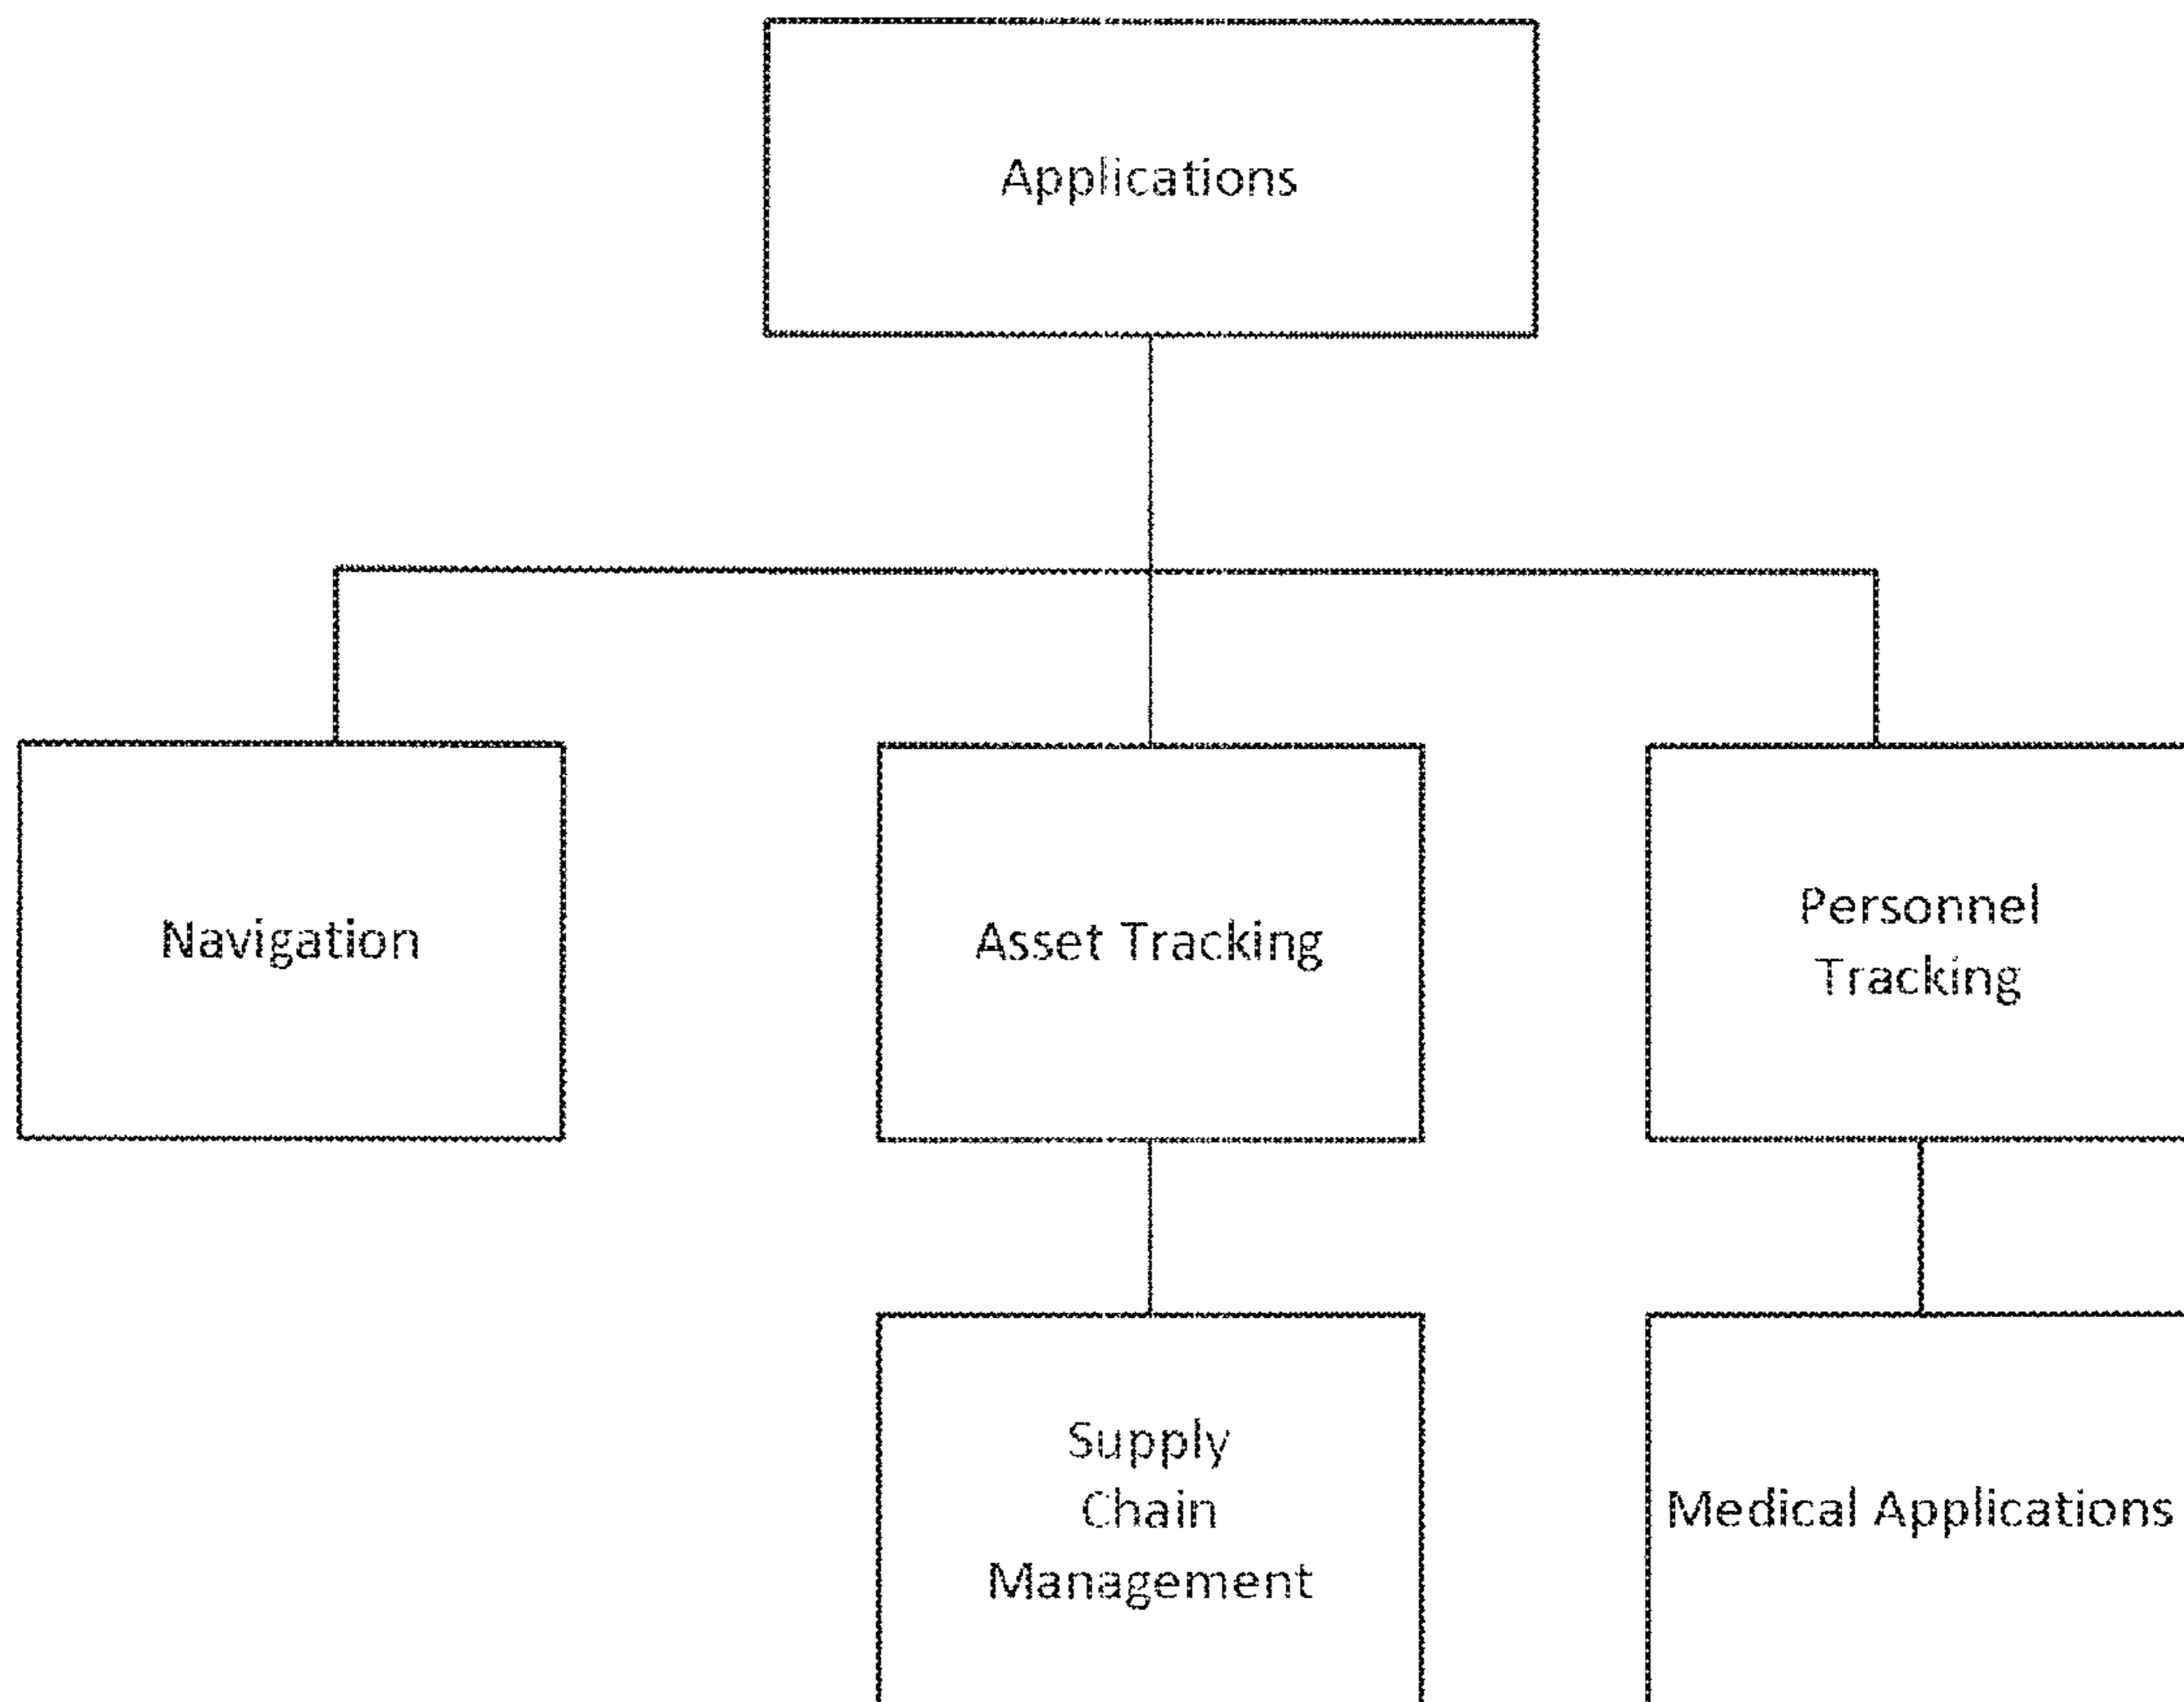 Applications
Navigation
Asset Tracking
Personnel
Tracking
Supply
Chain
Management
Medical Applications